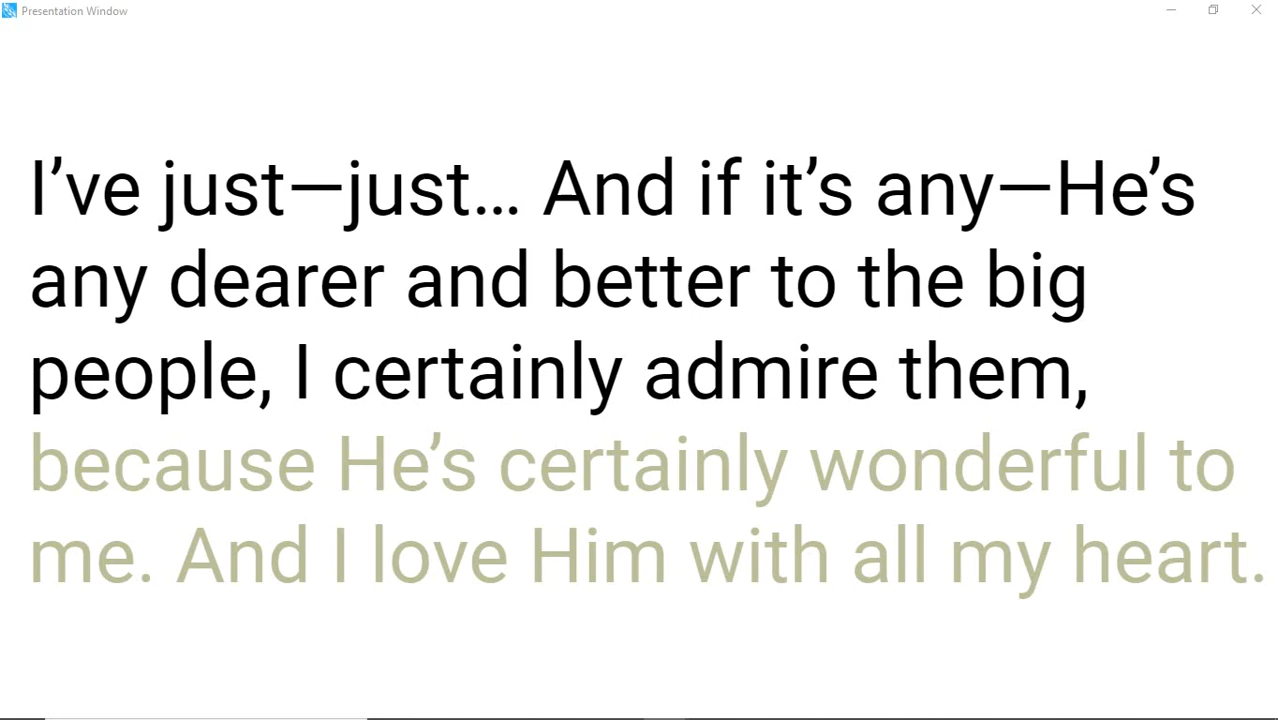 Presentation Window
I’ve just—just… And if it’s any—He’s
any dearer and better to the big
people, I certainly admire them,
because He’s certainly wonderful to
me. And I love Him with all my heart.